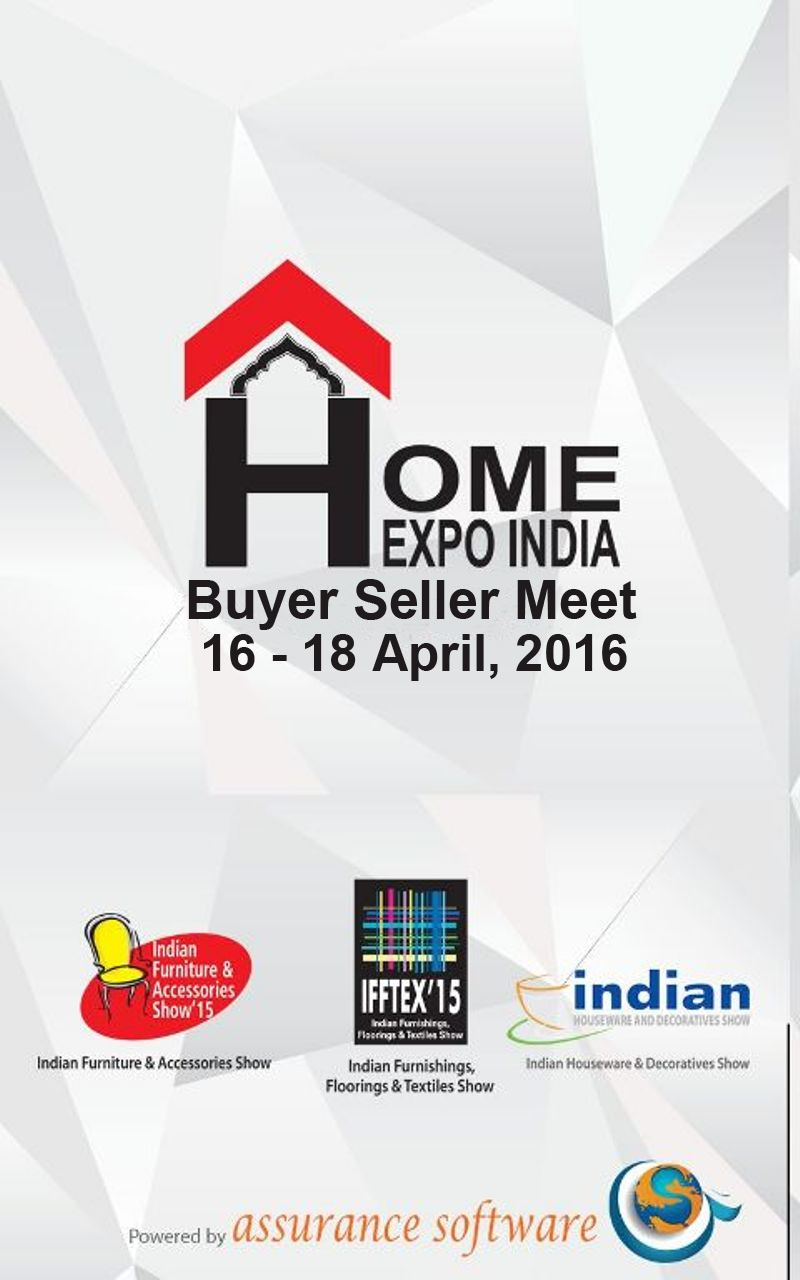 HOME
EXPO INDIA
Buyer Seller Meet
16 - 18 April, 2016
Indian
Furniture &
Accessories
Show'15
Indian Furniture & Accessories Show
IFFTEX'15
Indian Furnishings,
Floorings & Textiles Show
Indian Furnishings,
Floorings & Textiles Show
indian
HOUSEWARE AND DECORATIVES SHOW
Indian Houseware & Decoratives Show
Powered by assurance software